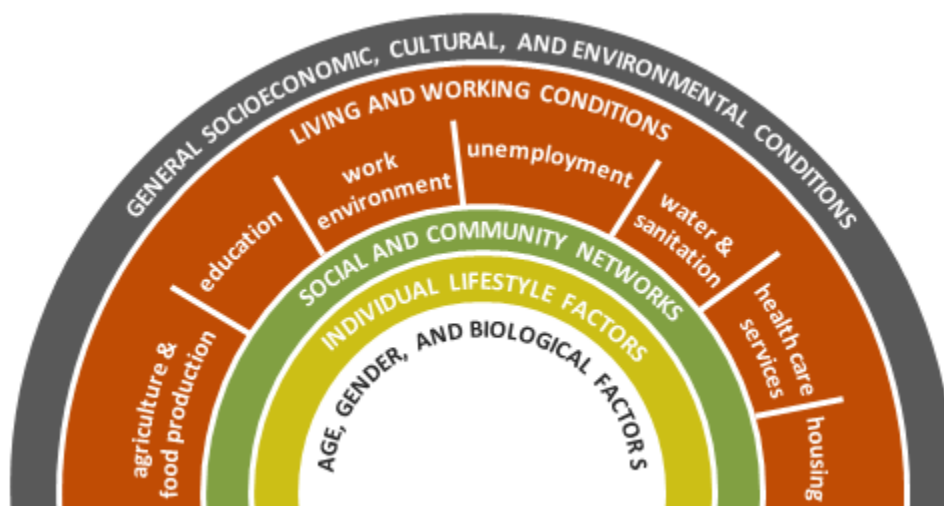 GENERAL SOCIOECONOMIC, CULTURAL, AND ENVIRONMENTAL CONDITIONS
LIVING AND WORKING CONDITIONS
agriculture &
food production
education
work
environment
unemployment
water &
sanitation
health care
services
housing
SOCIAL AND COMMUNITY NETWORKS
INDIVIDUAL LIFESTYLE FACTORS
AGE, GENDER, AND BIOLOGICAL FACTORS